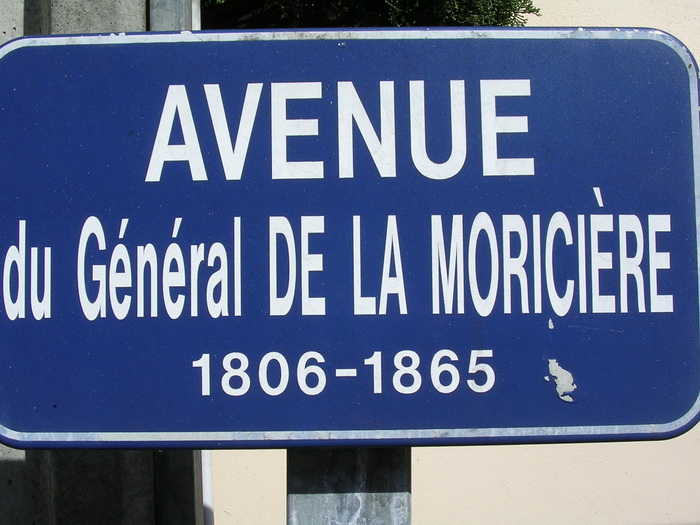 AVENUE
du Général DE LA MORICIÈRE
1806-1865